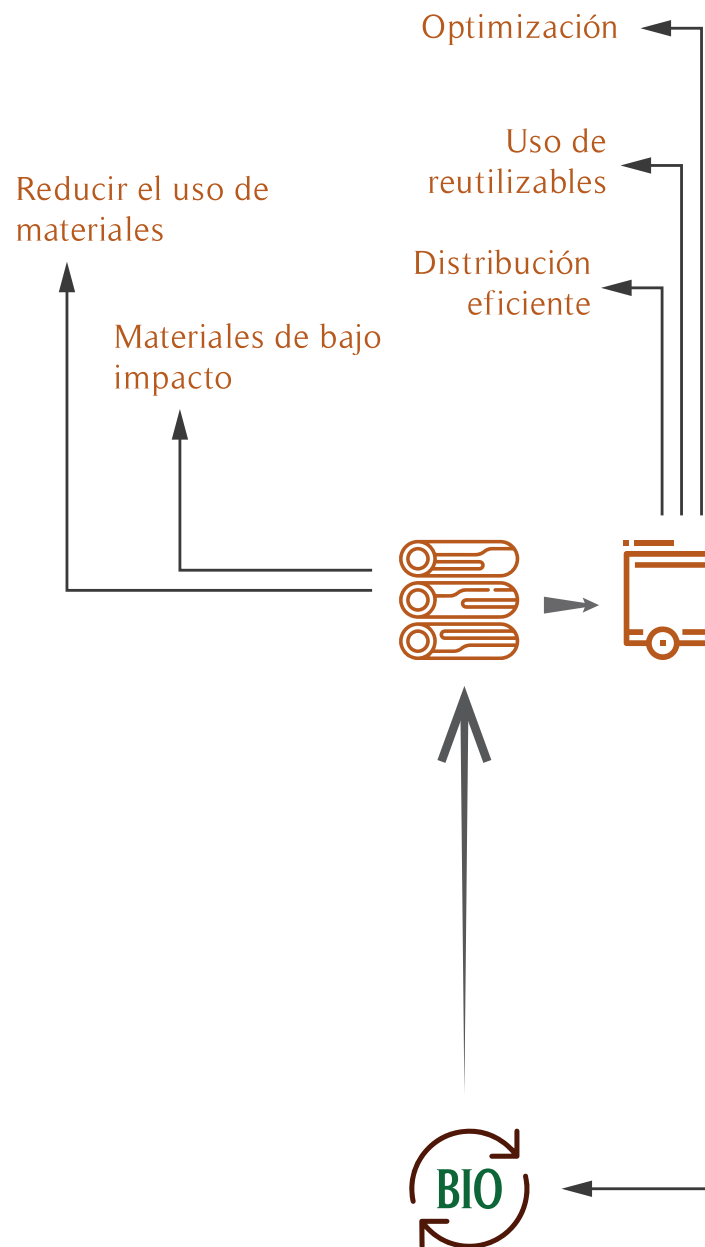 Optimización
Uso de
reutilizables
Reducir el uso de
materiales
Distribución
eficiente
Materiales de bajo
impacto
BIO